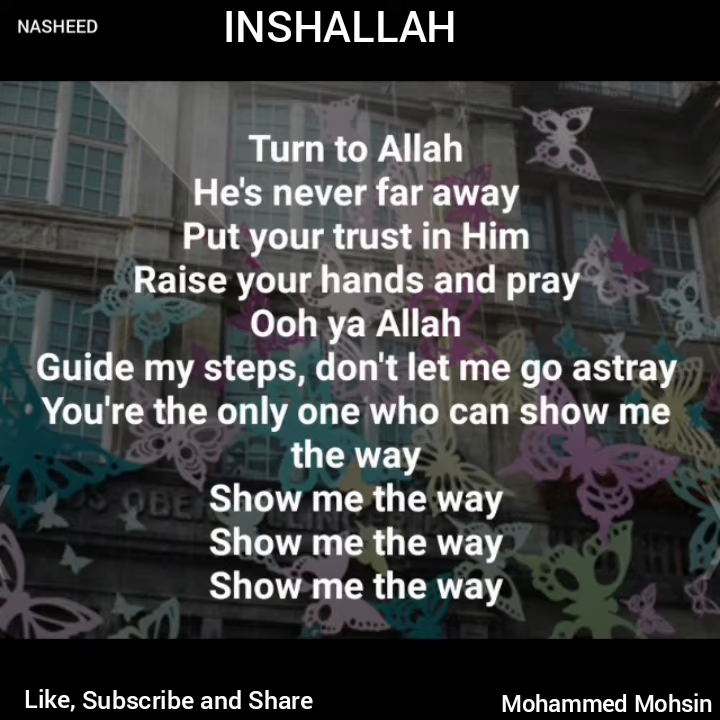 NASHEED
INSHALLAH
Turn to Allah
He's never far away
Put your trust in Him
Raise your hands and pray
Ooh ya Allah
Guide my steps, don't let me go astray
You're the only one who can show me
the way
Show me the way
Show me the way
Show me the way
Like, Subscribe and Share
Mohammed Mohsin